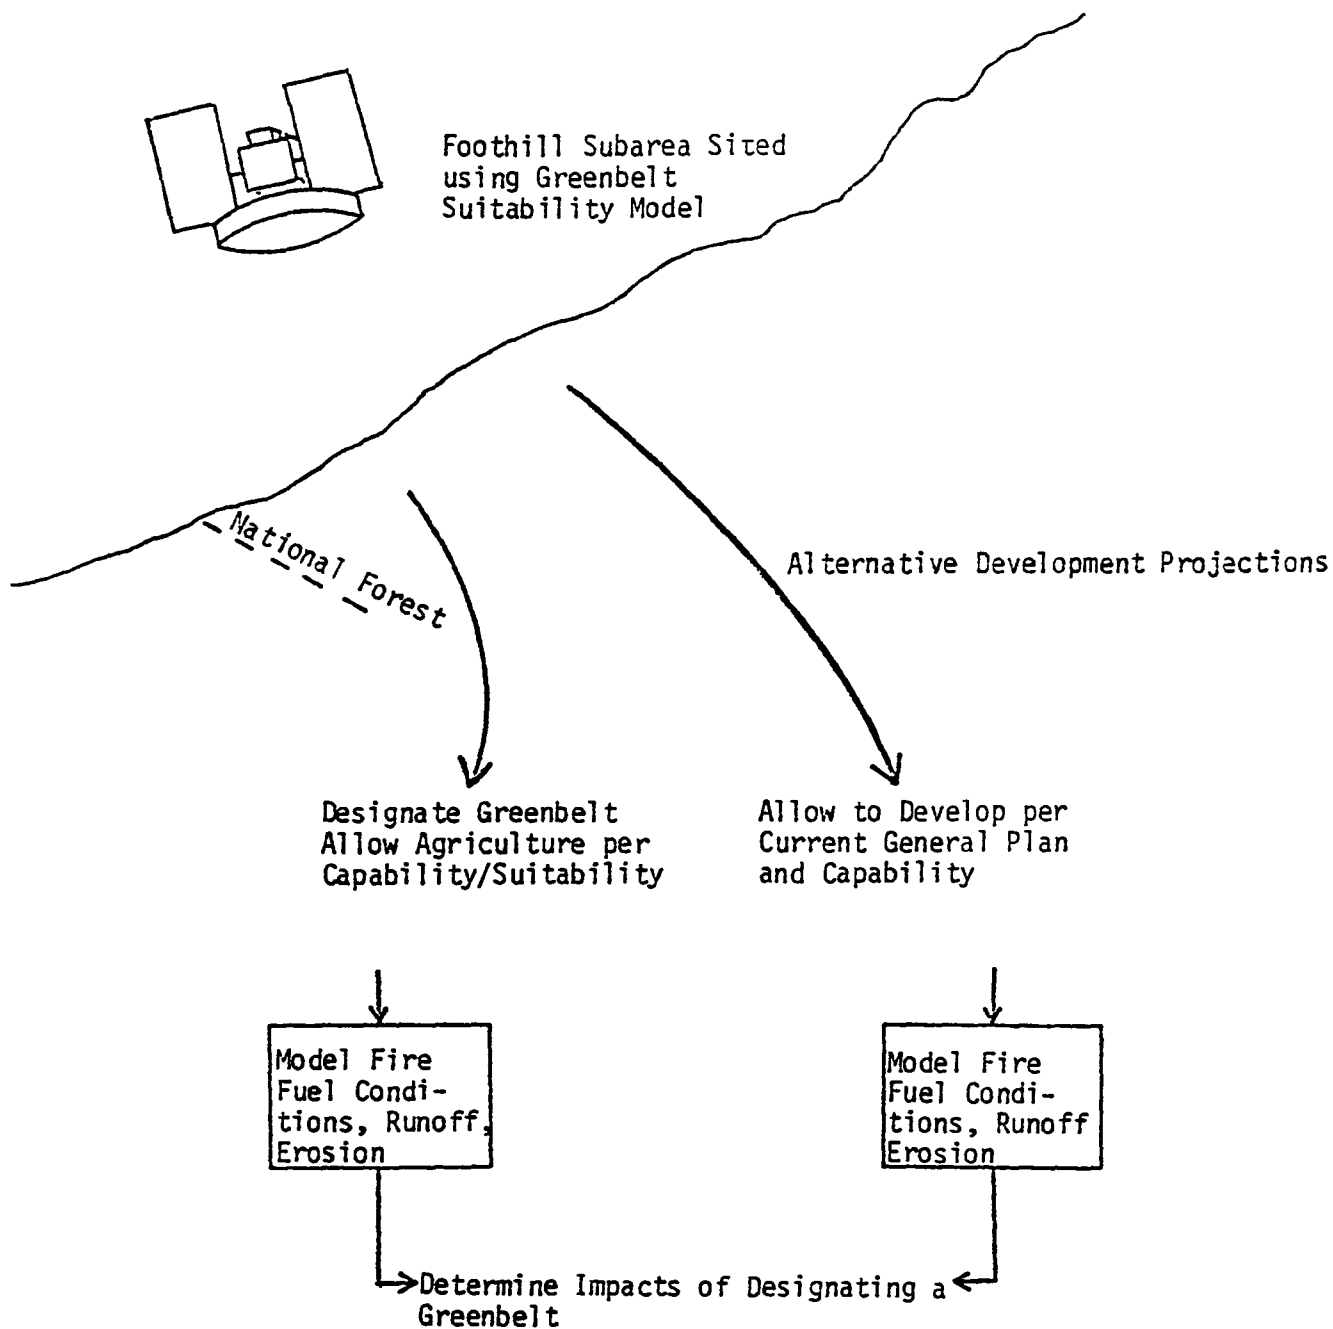 Foothill Subarea Sited
using Greenbelt
Suitability Model
National Forest
Alternative Development Projections
Designate Greenbelt
Allow Agriculture per
Capability/Suitability
Allow to Develop per
Current General Plan
and Capability
Model Fire
Fuel Condi-
tions, Runoff,
Erosion
Model Fire
Fuel Condi-
tions, Runoff
Erosion
Determine Impacts of Designating a
Greenbelt